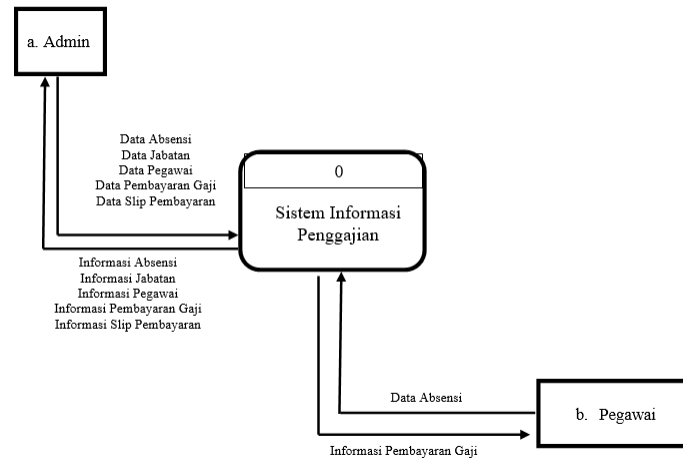 a. Admin
Data Absensi
Data Jabatan
Data Pegawai
Data Pembayaran Gaji
Data Slip Pembayaran
0
Sistem Informasi
Penggajian
Informasi Absensi
Informasi Jabatan
Informasi Pegawai
Informasi Pembayaran Gaji
Informasi Slip Pembayaran
Data Absensi
b. Pegawai
Informasi Pembayaran Gaji